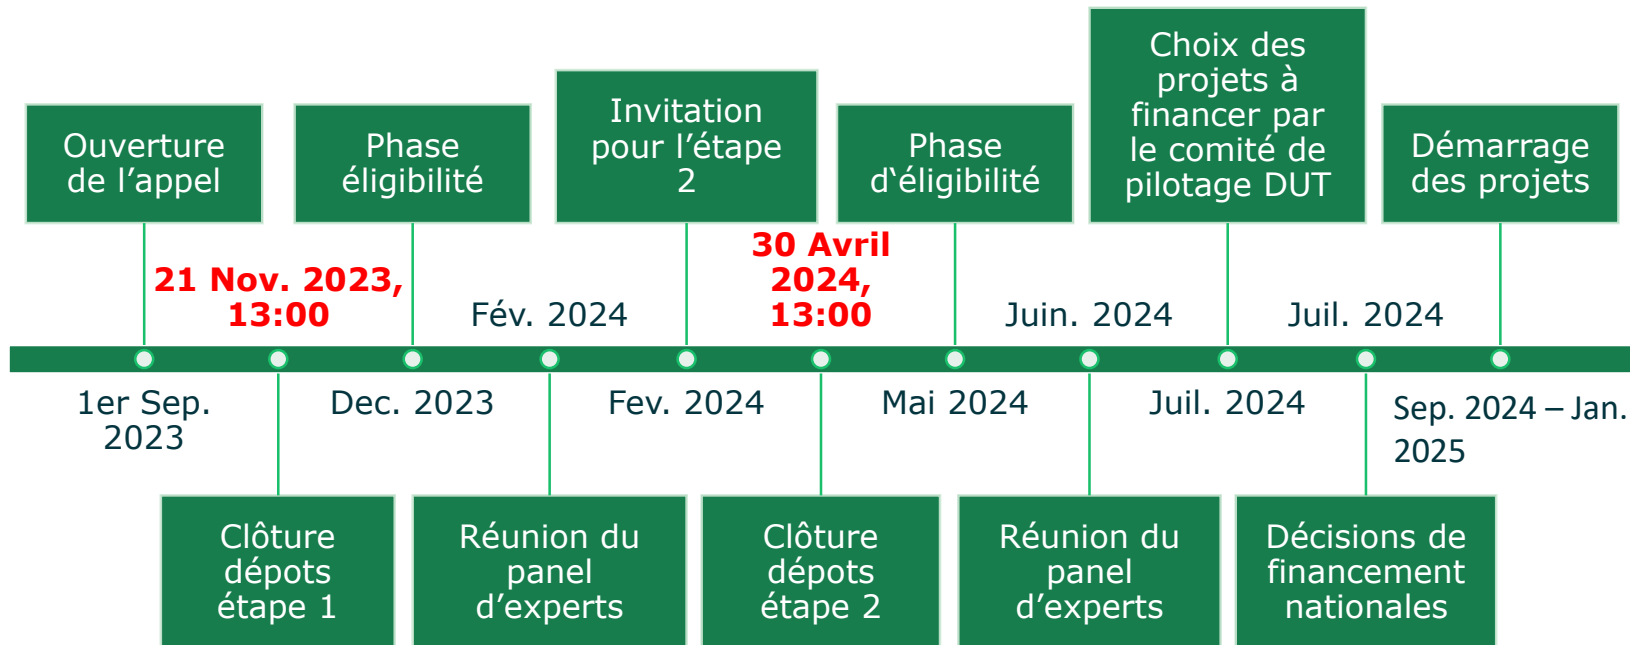 Ouverture
de l’appel
Phase
éligibilité
Invitation
pour l’étape
2
Phase
d‘éligibilité
Choix des
projets à
financer par
le comité de
pilotage DUT
Démarrage
des projets
21 Nov. 2023,
13:00
Fév. 2024
30 Avril
2024,
13:00
Juin. 2024
Juil. 2024
1er Sep.
2023
Dec. 2023
Fev. 2024
Mai 2024
Juil. 2024
Sep. 2024 – Jan.
2025
Clôture
dépots
étape 1
Réunion du
panel
d’experts
Clôture
dépots
étape 2
Réunion du
panel
d’experts
Décisions de
financement
nationales